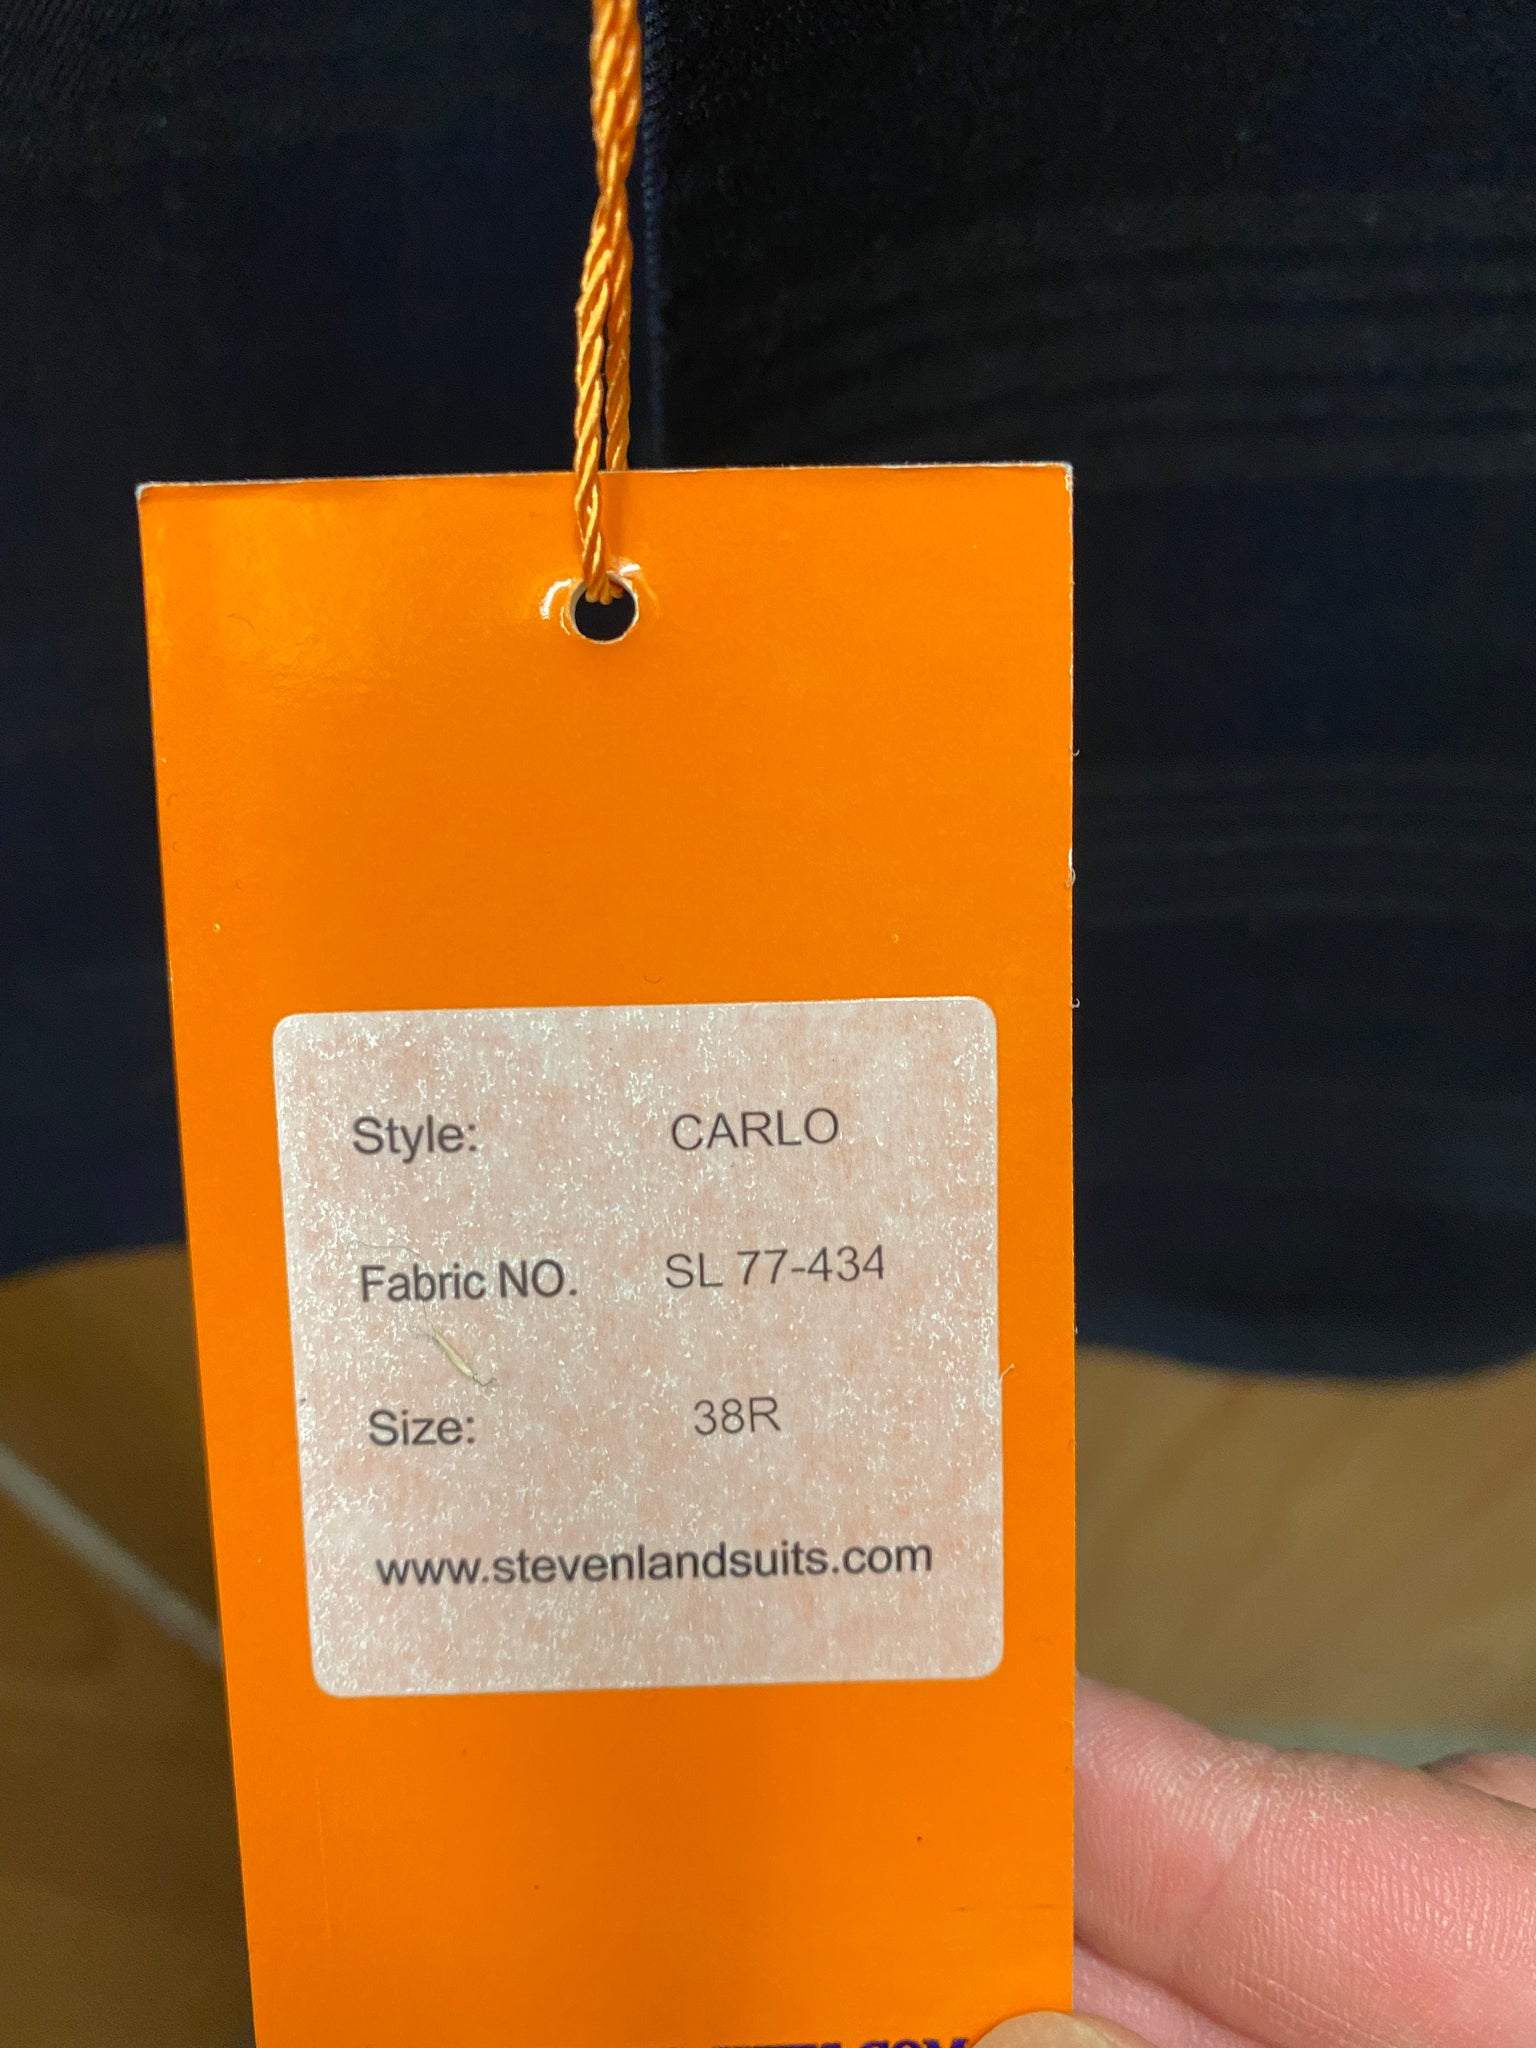 Style: CARLO
Fabric NO. SL 77-434
Size: 38R
www.stevenlandsuits.com